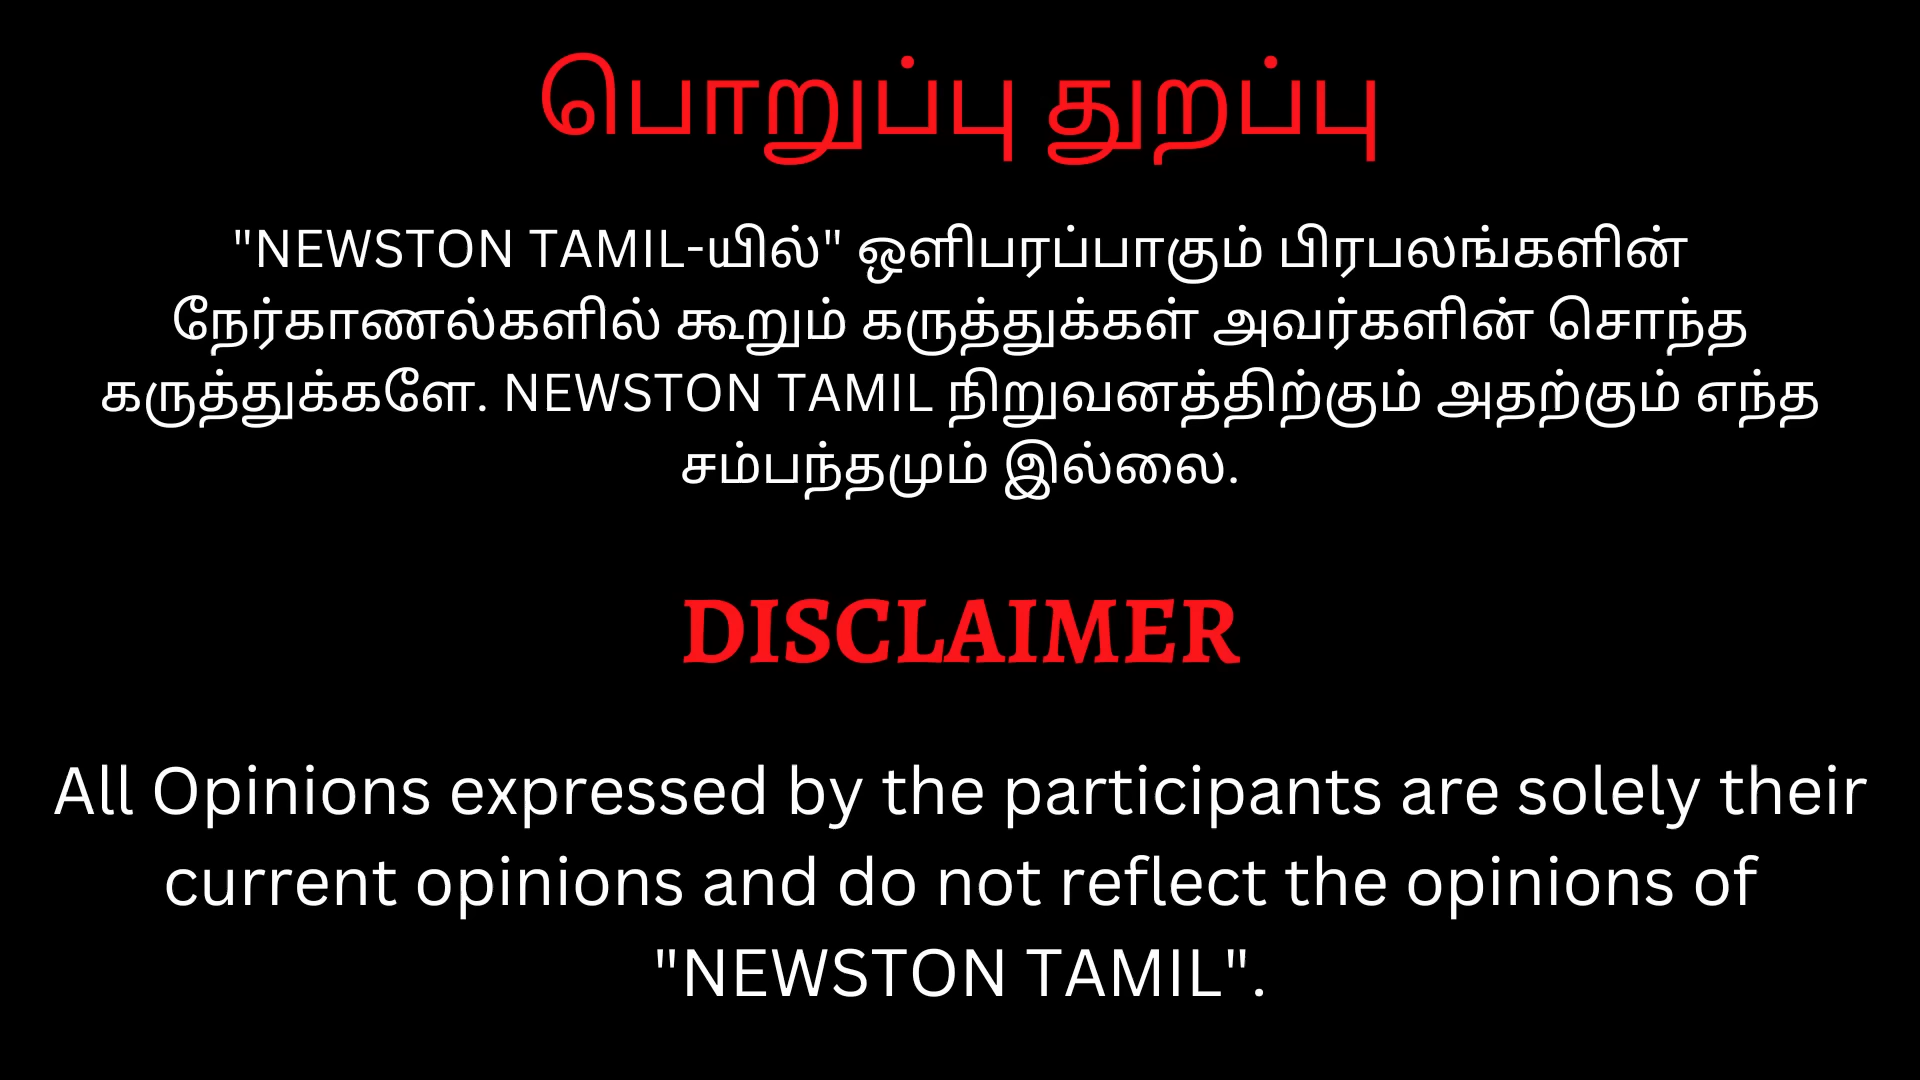 பொறுப்பு துறப்பு
"NEWSTON TAMIL-யில்" ஒளிபரப்பாகும் பிரபலங்களின்
நேர்காணல்களில் கூறும் கருத்துக்கள் அவர்களின் சொந்த
கருத்துக்களே. NEWSTON TAMIL நிறுவனத்திற்கும் அதற்கும் எந்த
சம்பந்தமும் இல்லை.
DISCLAIMER
All Opinions expressed by the participants are solely their
current opinions and do not reflect the opinions of
"NEWSTON TAMIL".